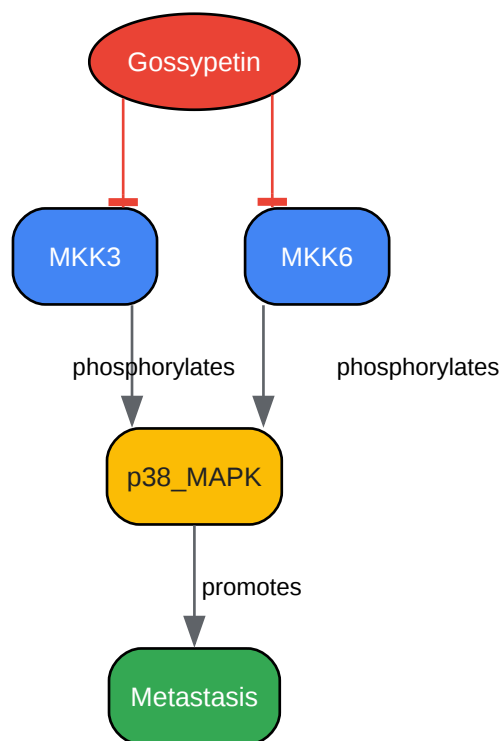 Gossypetin
MKK3
MKK6
phosphorylates
phosphorylates
p38_MAPK
promotes
Metastasis